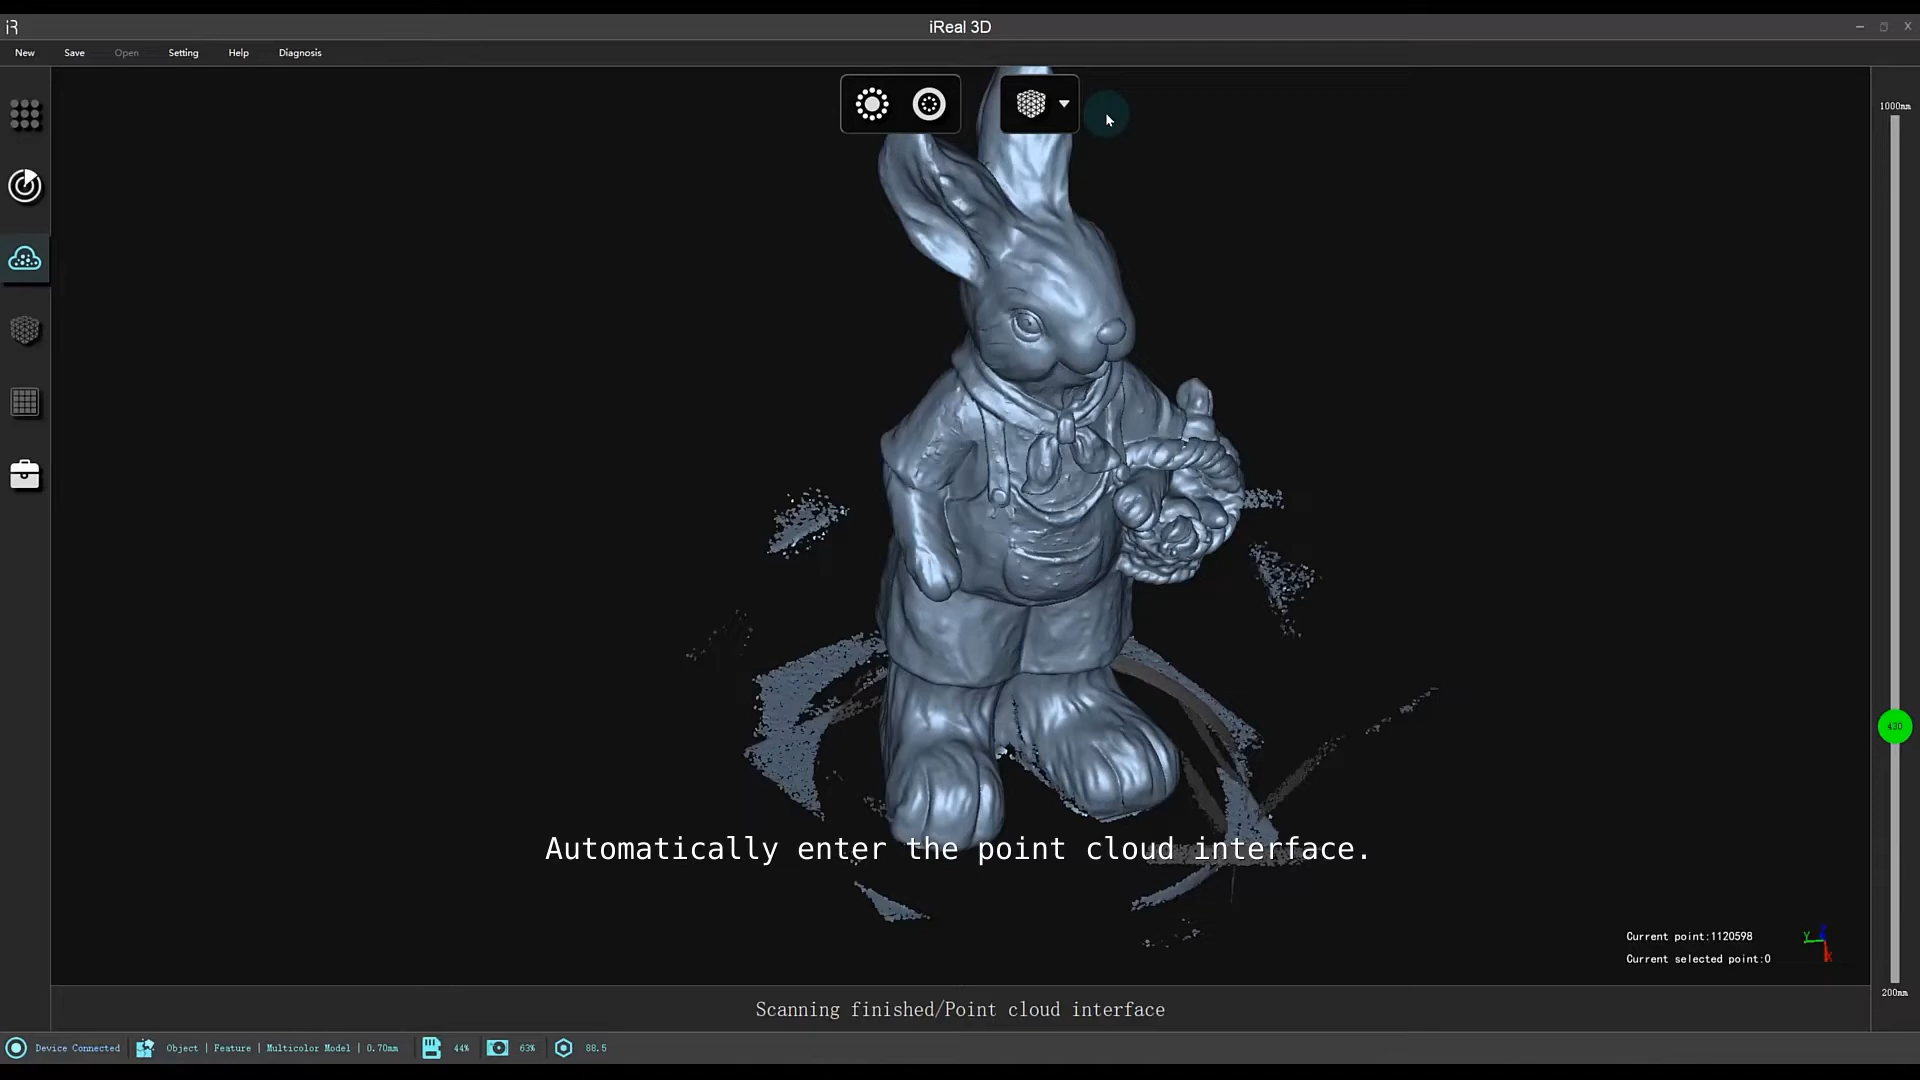 iR
iReal 3D
New
Save
Open
Setting
Help
Diagnosis
1000mm
430
Automatically enter the point cloud interface.
Current point:1120598
Current selected point:0
Y
Z
X
200mm
Scanning finished/Point cloud interface
Device Connected
Object | Feature | Multicolor Model | 0.70mm
44%
63%
88.5